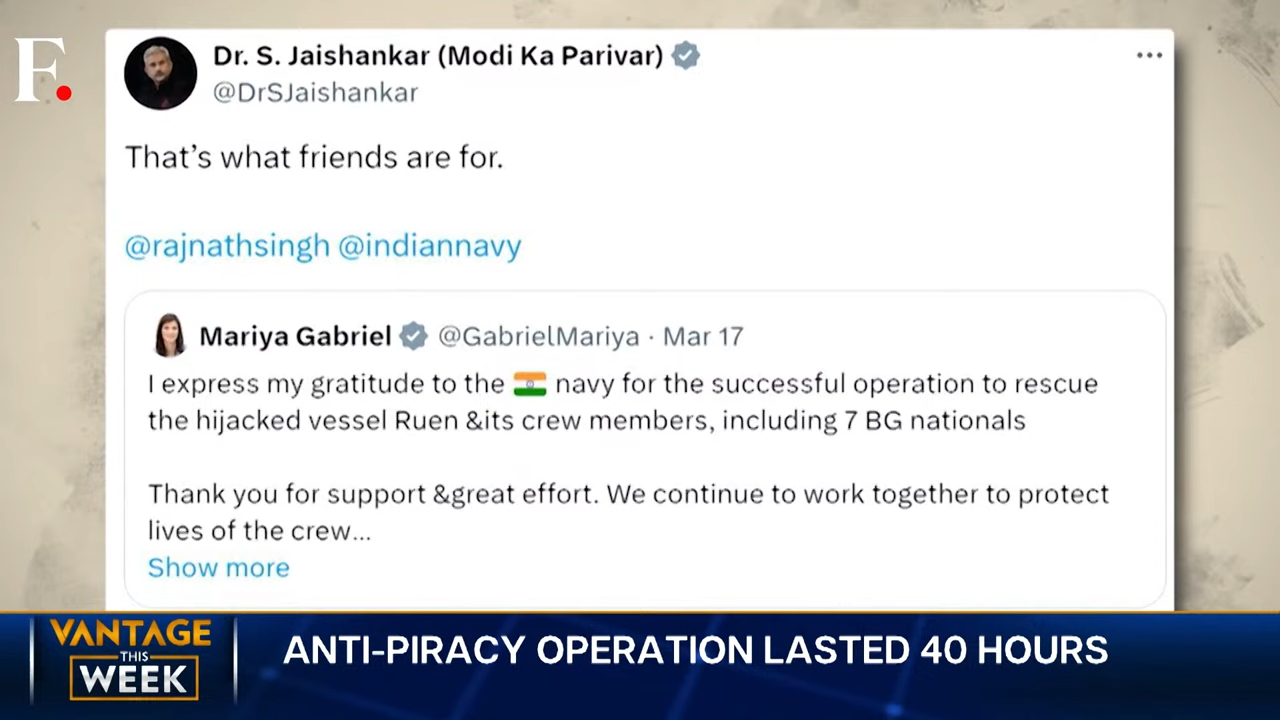 F.
Dr. S. Jaishankar (Modi Ka Parivar)
@DrSJaishankar
That's what friends are for.
@rajnathsingh @indiannavy
Mariya Gabriel @GabrielMariya · Mar 17
I express my gratitude to the 🇮🇳 navy for the successful operation to rescue
the hijacked vessel Ruen &its crew members, including 7 BG nationals
Thank you for support &great effort. We continue to work together to protect
lives of the crew...
Show more
VANTAGE
THIS
WEEK
ANTI-PIRACY OPERATION LASTED 40 HOURS